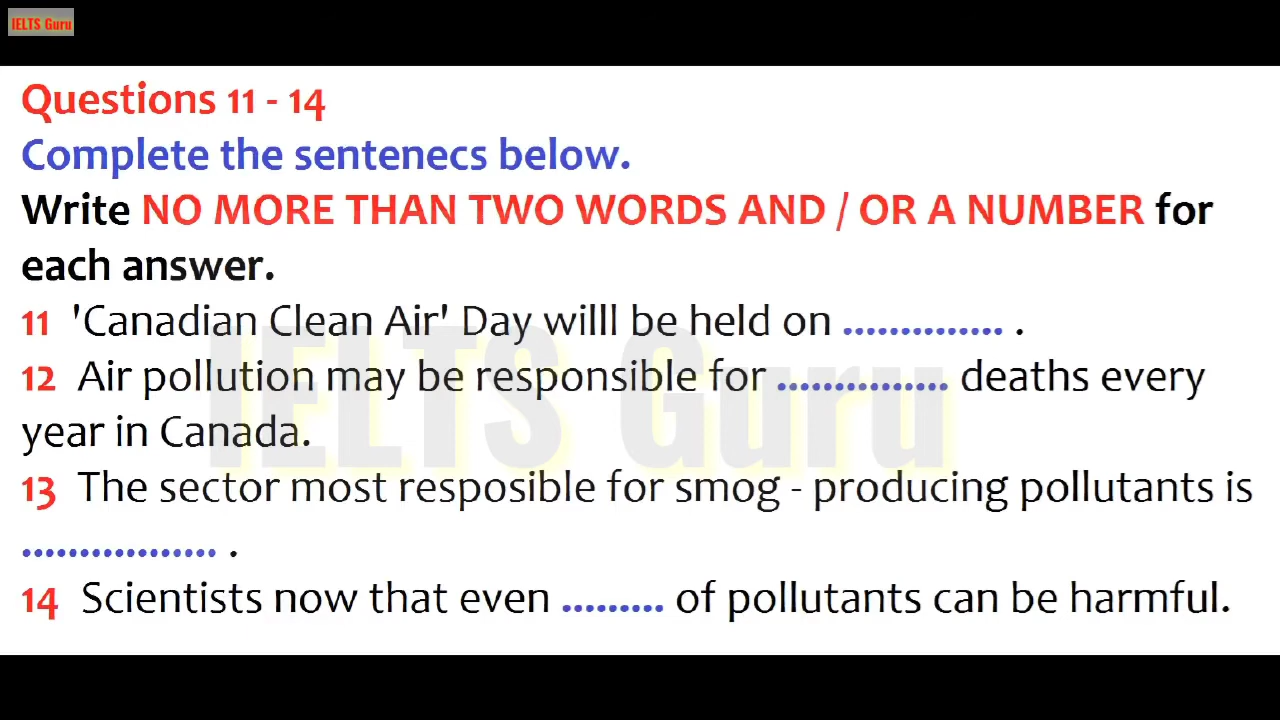 IELTS Guru
Questions 11 - 14
Complete the sentenecs below.
Write NO MORE THAN TWO WORDS AND / OR A NUMBER for
each answer.
11 'Canadian Clean Air' Day willl be held on .............. .
12 Air pollution may be responsible for ............... deaths every
year in Canada.
13 The sector most resposible for smog - producing pollutants is
................. .
14 Scientists now that even ......... of pollutants can be harmful.
IELTS Guru